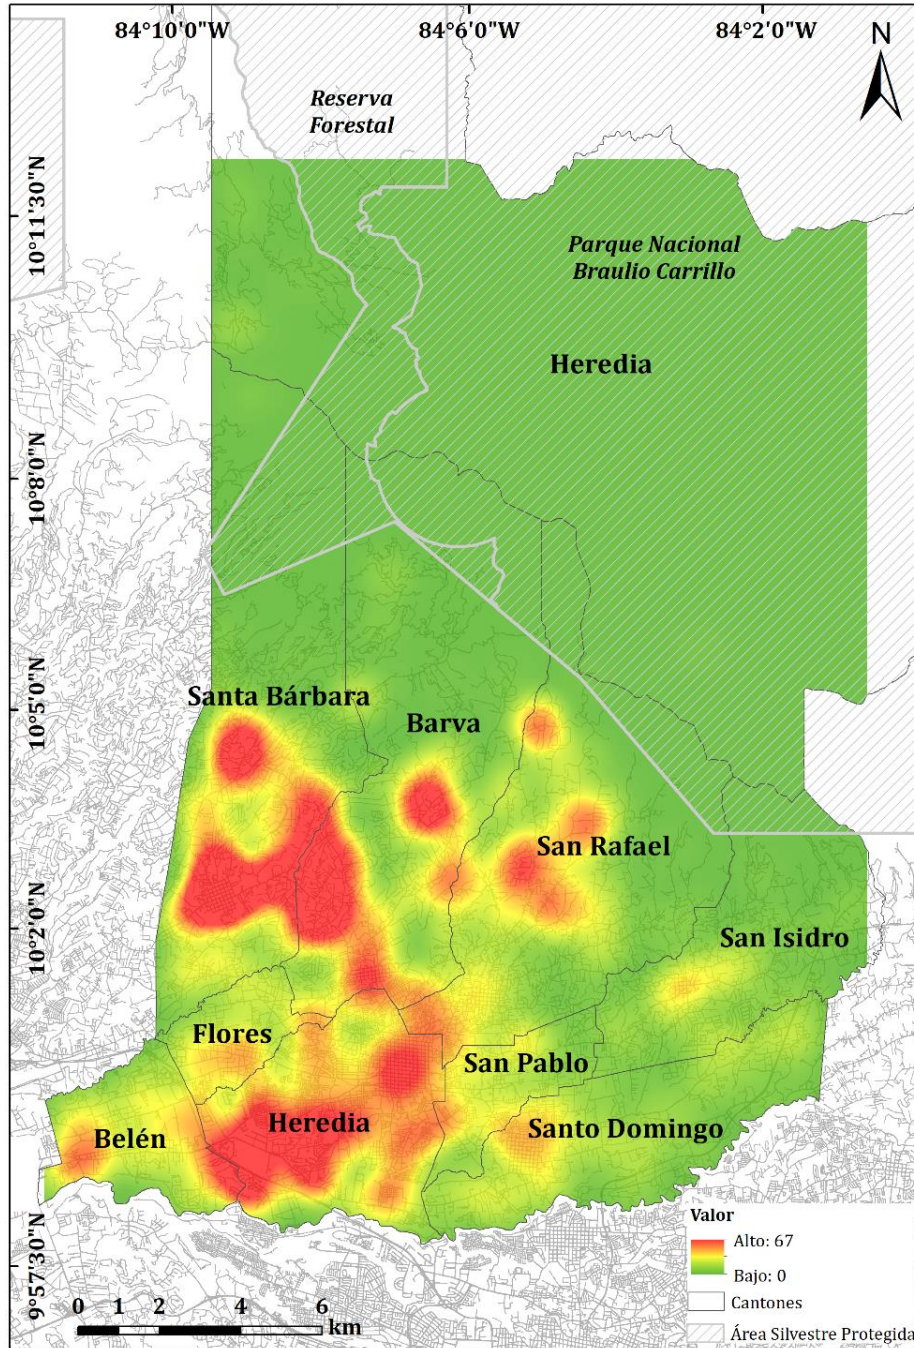 84°10'0"W
84°6'0"W
84°2'0"W
N
Reserva
Forestal
10°11'30"N
Parque Nacional
Braulio Carrillo
Heredia
10°8'0"N
10°5'0"N
Santa Bárbara
Barva
San Rafael
10°2'0"N
San Isidro
Flores
San Pablo
Heredia
Belén
Santo Domingo
9°57'30"N
Valor
Alto: 67
Bajo: 0
Cantones
Área Silvestre Protegida
0 1 2 4 6
km